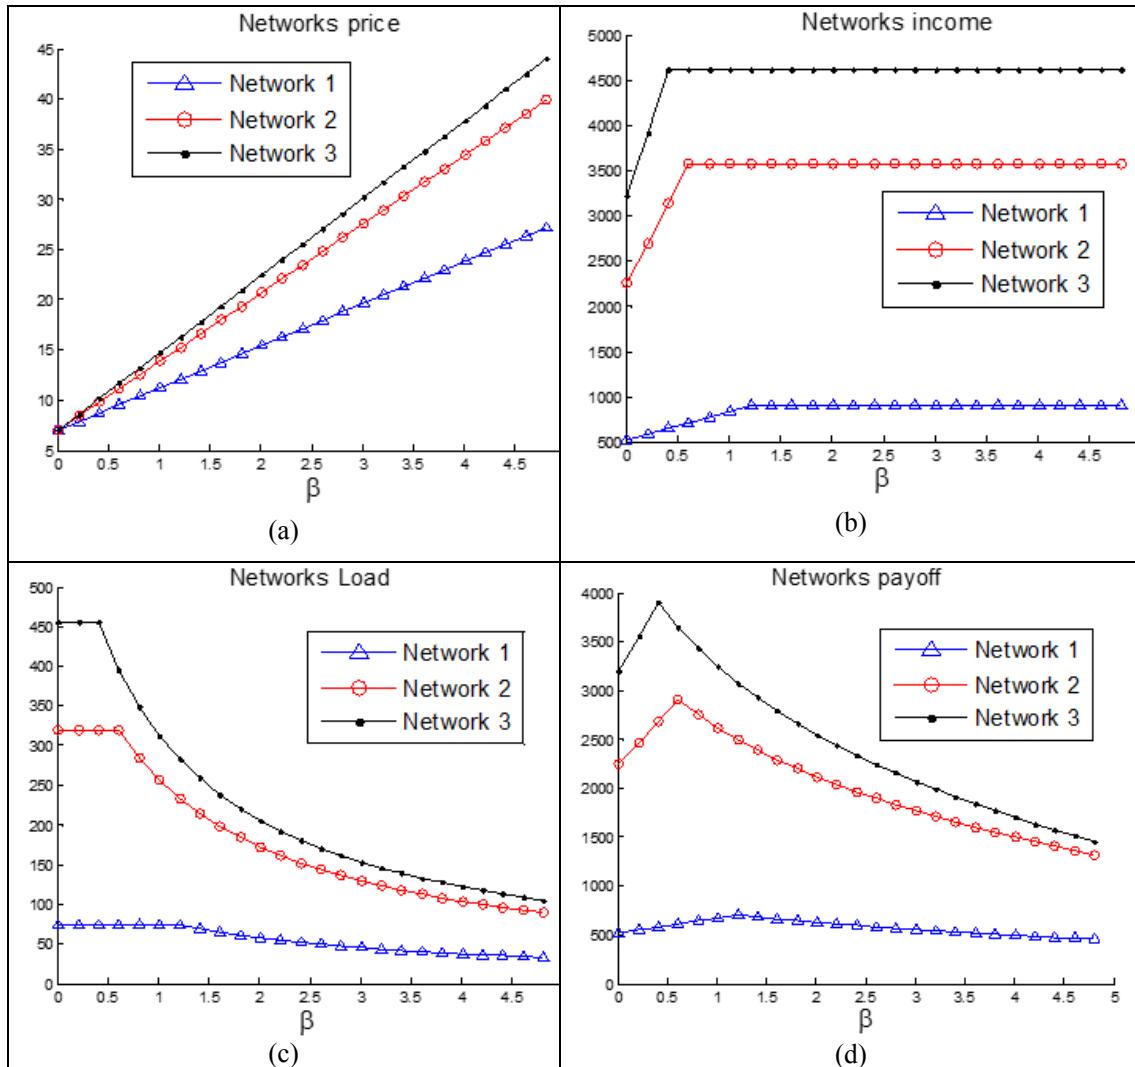 Networks price
45
40
35
30
25
20
15
10
5
0 0.5 1 1.5 2 2.5 3 3.5 4 4.5
Network 1
Network 2
Network 3
β
(a)
Networks income
5000
4500
4000
3500
3000
2500
2000
1500
1000
500
0 0.5 1 1.5 2 2.5 3 3.5 4 4.5
Network 1
Network 2
Network 3
β
(b)
Networks Load
500
450
400
350
300
250
200
150
100
50
0
0 0.5 1 1.5 2 2.5 3 3.5 4 4.5
Network 1
Network 2
Network 3
β
(c)
Networks payoff
4000
3500
3000
2500
2000
1500
1000
500
0
0 0.5 1 1.5 2 2.5 3 3.5 4 4.5 5
Network 1
Network 2
Network 3
β
(d)